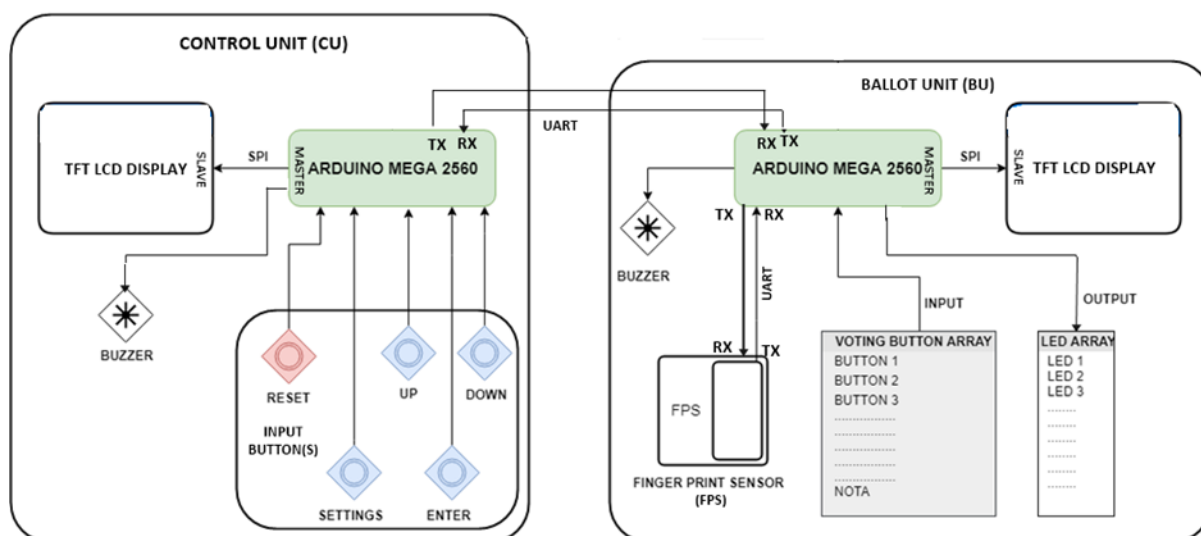 CONTROL UNIT (CU)
TFT LCD DISPLAY
SLAVE
SPI
MASTER
TX RX
ARDUINO MEGA 2560
BUZZER
RESET
UP
DOWN
INPUT
BUTTON(S)
SETTINGS
ENTER
UART
BALLOT UNIT (BU)
RX TX
ARDUINO MEGA 2560
MASTER
SPI
SLAVE
TFT LCD DISPLAY
BUZZER
TX RX
UART
RX TX
FPS
FINGER PRINT SENSOR
(FPS)
INPUT
OUTPUT
VOTING BUTTON ARRAY
BUTTON 1
BUTTON 2
BUTTON 3
..................
..................
..................
..................
..................
NOTA
LED ARRAY
LED 1
LED 2
LED 3
.........
.........
.........
.........
.........
.........